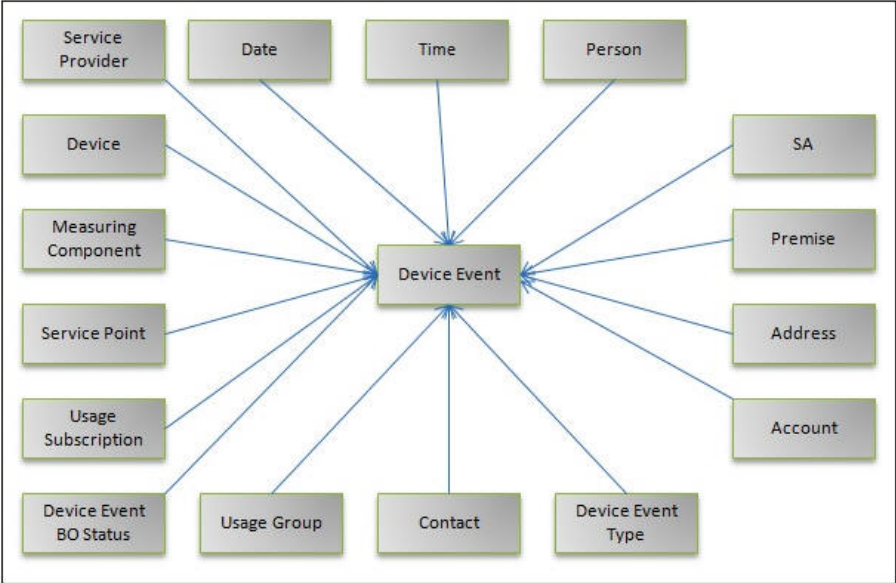 Service
Provider
Date
Time
Person
Device
SA
Measuring
Component
Premise
Device Event
Service Point
Address
Usage
Subscription
Account
Device Event
BO Status
Usage Group
Contact
Device Event
Type